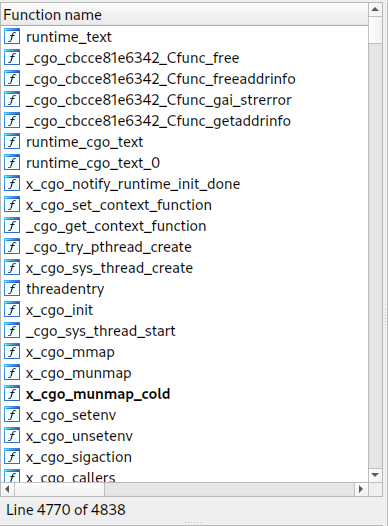 Function name
runtime_text
_cgo_cbcce81e6342_Cfunc_free
_cgo_cbcce81e6342_Cfunc_freeaddrinfo
_cgo_cbcce81e6342_Cfunc_gai_strerror
_cgo_cbcce81e6342_Cfunc_getaddrinfo
runtime_cgo_text
runtime_cgo_text_0
x_cgo_notify_runtime_init_done
x_cgo_set_context_function
_cgo_get_context_function
_cgo_try_pthread_create
x_cgo_sys_thread_create
threadentry
x_cgo_init
_cgo_sys_thread_start
x_cgo_mmap
x_cgo_munmap
x_cgo_munmap_cold
x_cgo_setenv
x_cgo_unsetenv
x_cgo_sigaction
x_cgo_callers
Line 4770 of 4838